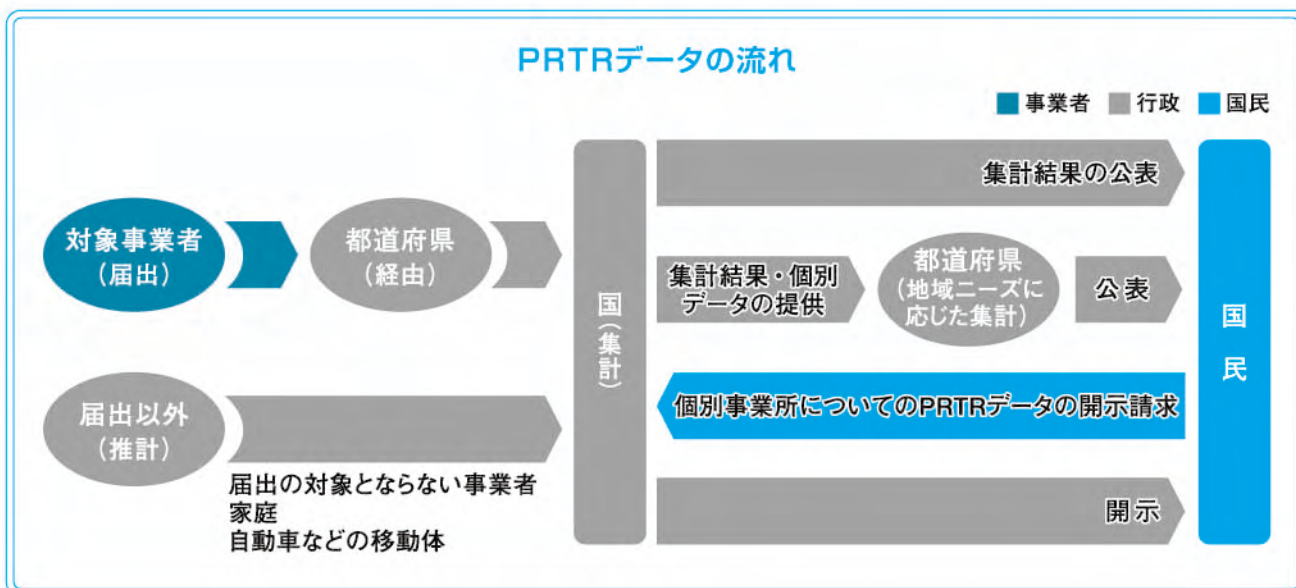 PRTRデータの流れ
事業者 行政 国民
対象事業者
(届出)
都道府県
(経由)
届出以外
(推計)
届出の対象とならない事業者
家庭
自動車などの移動体
国(集計)
集計結果の公表
集計結果・個別
データの提供
都道府県
(地域ニーズに
応じた集計)
公表
個別事業所についてのPRTRデータの開示請求
開示
国民